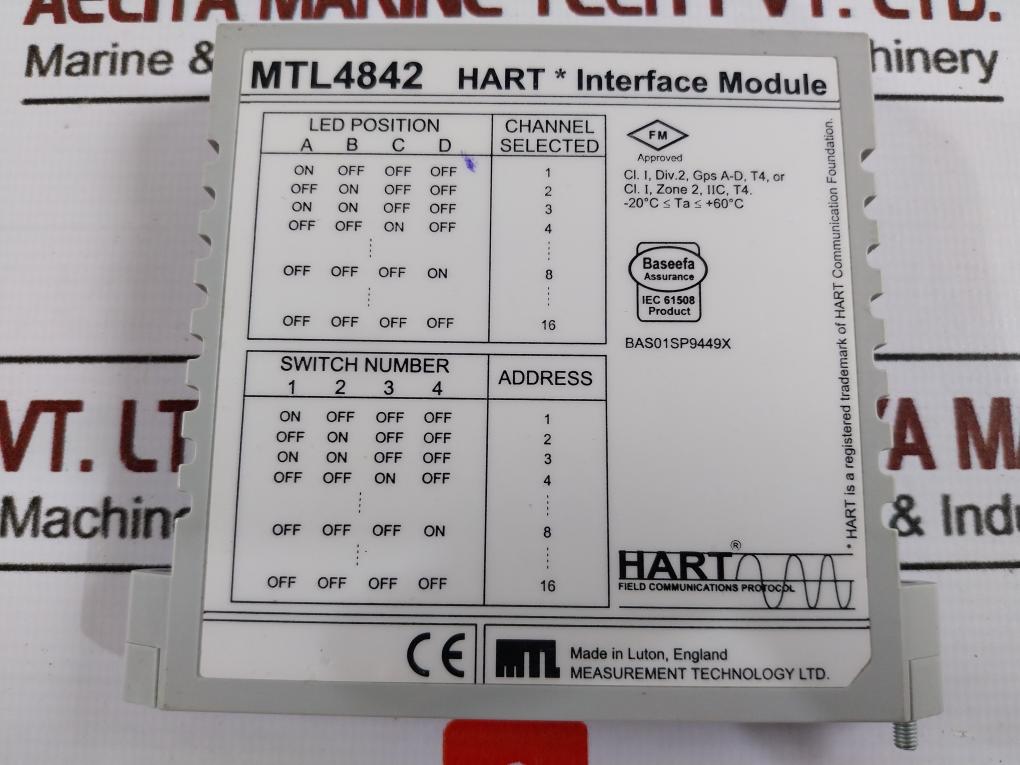 AECITA MARINE TECH PVT. LTD.
Marine & hinery
MTL4842 HART * Interface Module
LED POSITION CHANNEL
A B C D SELECTED
ON OFF OFF OFF 1
OFF ON OFF OFF 2
ON ON OFF OFF 3
OFF OFF ON OFF 4
OFF OFF OFF ON 8
OFF OFF OFF OFF 16
SWITCH NUMBER ADDRESS
1 2 3 4
ON OFF OFF OFF 1
OFF ON OFF OFF 2
ON ON OFF OFF 3
OFF OFF ON OFF 4
OFF OFF OFF ON 8
OFF OFF OFF OFF 16
FM
Approved
Cl. I, Div.2, Gps A-D, T4, or
Cl. I, Zone 2, IIC, T4.
-20°C ≤ Ta ≤ +60°C
Baseefa
Assurance
IEC 61508
Product
BAS01SP9449X
* HART is a registered trademark of HART Communication Foundation.
HART®
FIELD COMMUNICATIONS PROTOCOL
CE
MTL
Made in Luton, England
MEASUREMENT TECHNOLOGY LTD.
VT. LT
A MA
Machin
& Indu